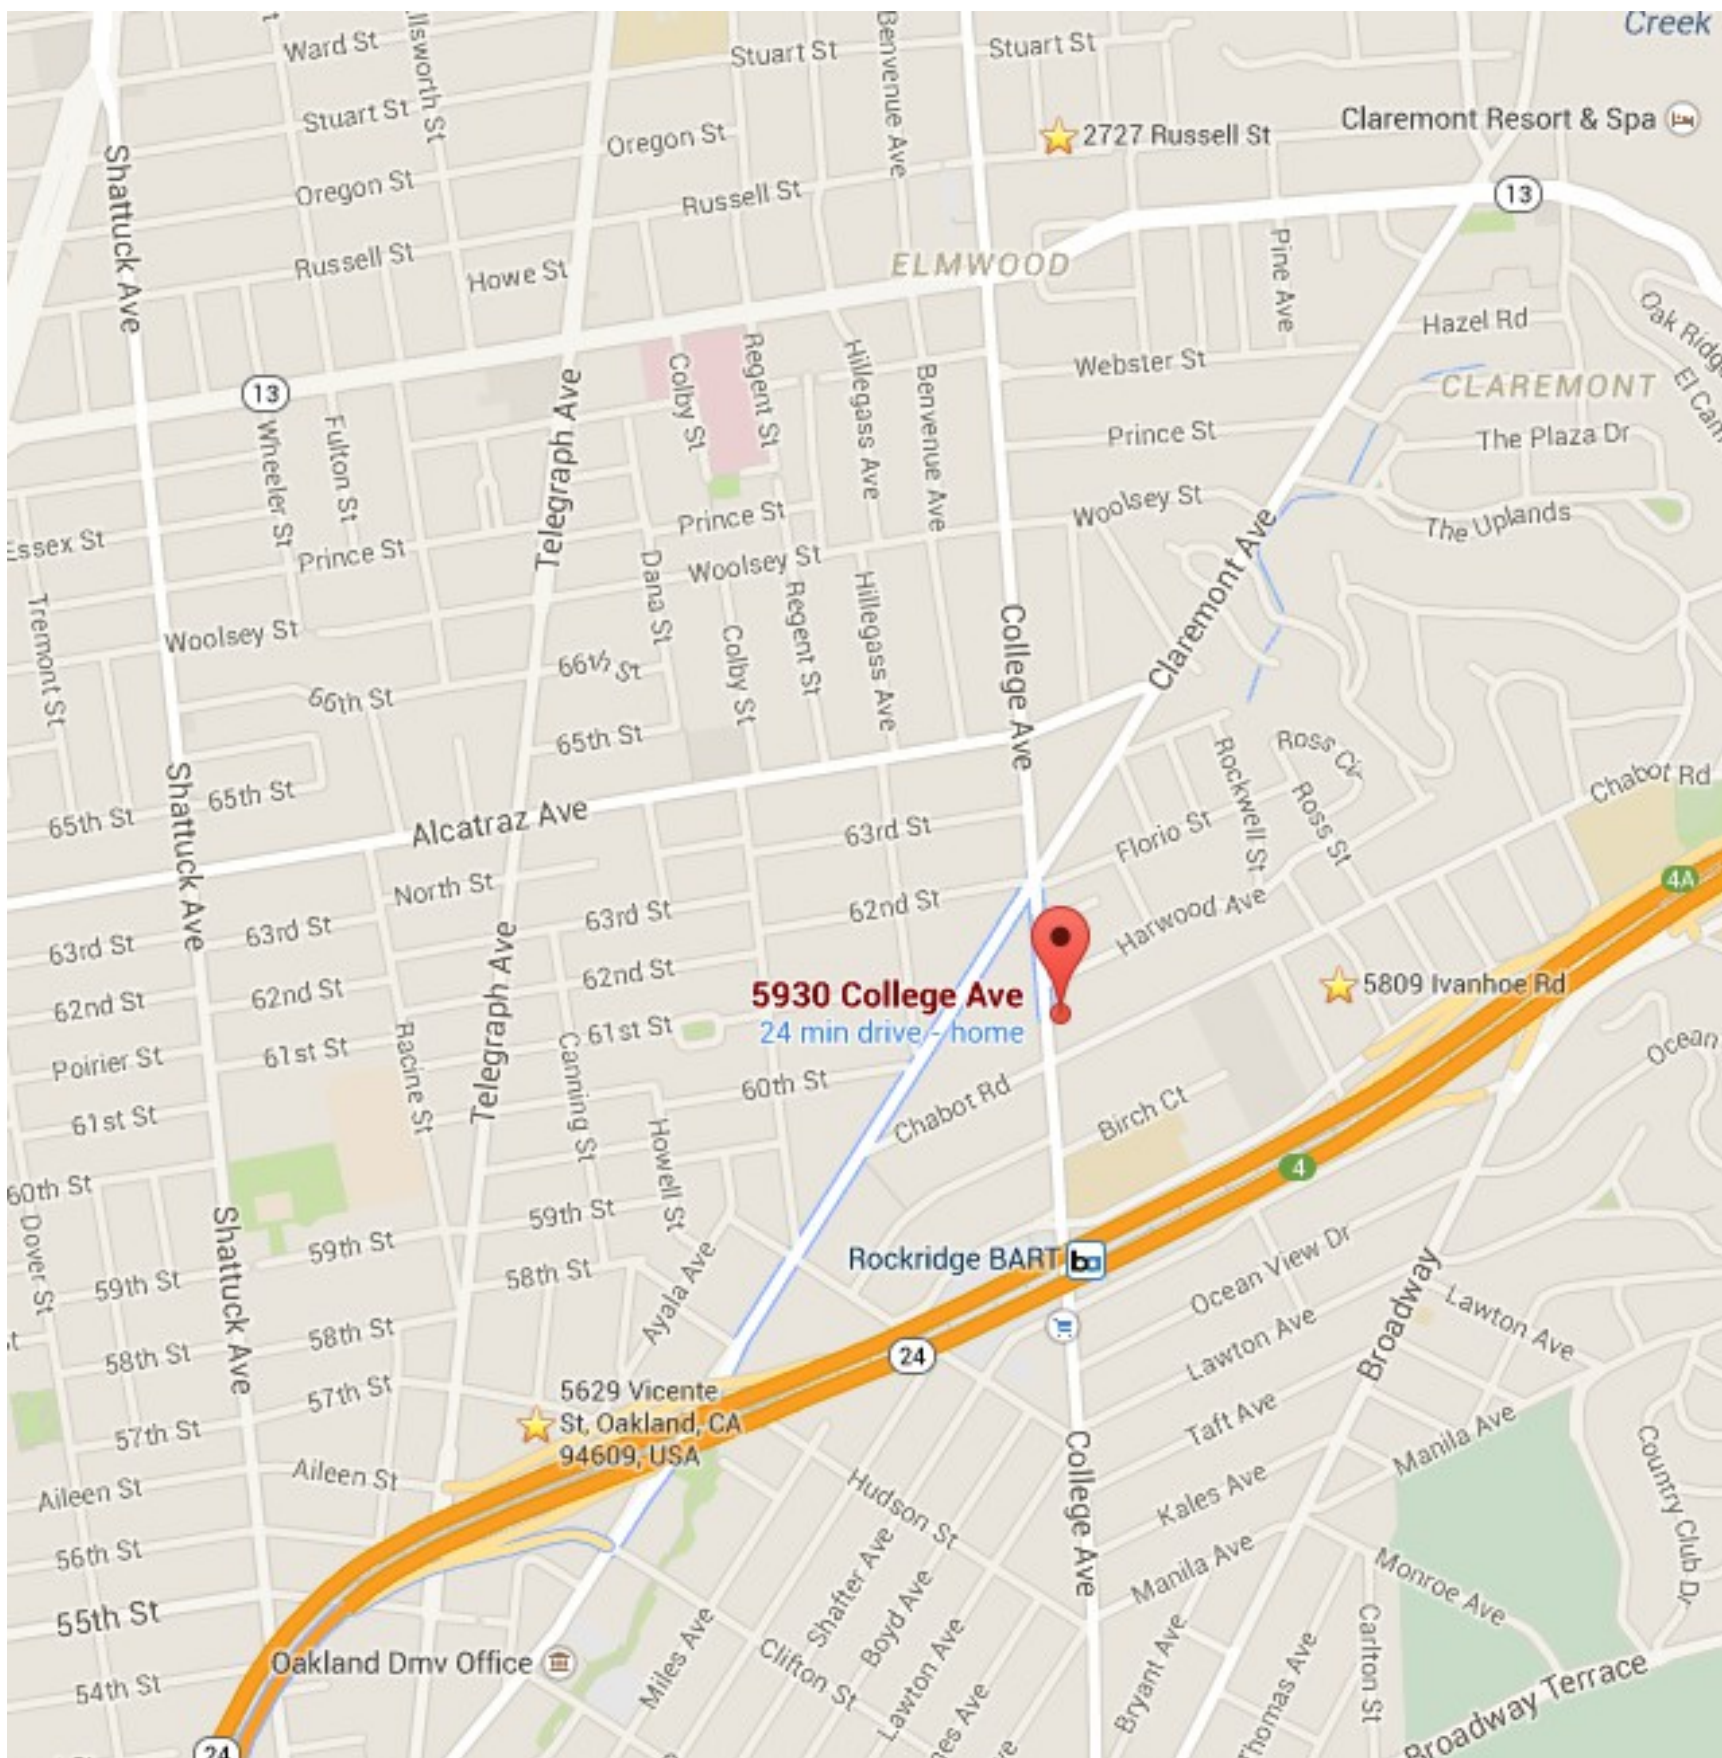 Creek
Ward St
Ellsworth St
Stuart St
Benvenue Ave
Stuart St
Stuart St
Oregon St
2727 Russell St
Claremont Resort & Spa
Shattuck Ave
Oregon St
Russell St
13
Russell St
Howe St
ELMWOOD
Pine Ave
Hazel Rd
Oak Ridge
Webster St
CLAREMONT
El Cam
13
Wheeler St
Fulton St
Telegraph Ave
Colby St
Regent St
Hillegass Ave
Benvenue Ave
Prince St
The Plaza Dr
Essex St
Prince St
Prince St
Woolsey St
The Uplands
Woolsey St
Tremont St
Woolsey St
Dana St
Regent St
Hillegass Ave
College Ave
Claremont Ave
66th St
66th St
Colby St
65th St
Shattuck Ave
65th St
65th St
Alcatraz Ave
63rd St
Florio St
Rockwell St
Ross Cir
Ross St
Chabot Rd
4A
North St
62nd St
Harwood Ave
63rd St
63rd St
63rd St
Telegraph Ave
62nd St
62nd St
62nd St
5930 College Ave
24 min drive - home
5809 Ivanhoe Rd
61st St
Poirier St
61st St
Racine St
Canning St
60th St
Chabot Rd
Birch Ct
Ocean
61st St
Howell St
4
60th St
Dover St
Shattuck Ave
59th St
59th St
59th St
58th St
Ayala Ave
Rockridge BART
ba
Ocean View Dr
Broadway
Lawton Ave
Lawton Ave
58th St
58th St
24
57th St
57th St
5629 Vicente
St, Oakland, CA
94609, USA
Taft Ave
Manila Ave
Country Club Dr
Aileen St
Aileen St
Hudson St
College Ave
Kales Ave
56th St
Shafter Ave
Boyd Ave
Manila Ave
Monroe Ave
55th St
Oakland Dmv Office
Miles Ave
Clifton St
Lawton Ave
Bryant Ave
Thomas Ave
Carlton St
Broadway Terrace
54th St
24